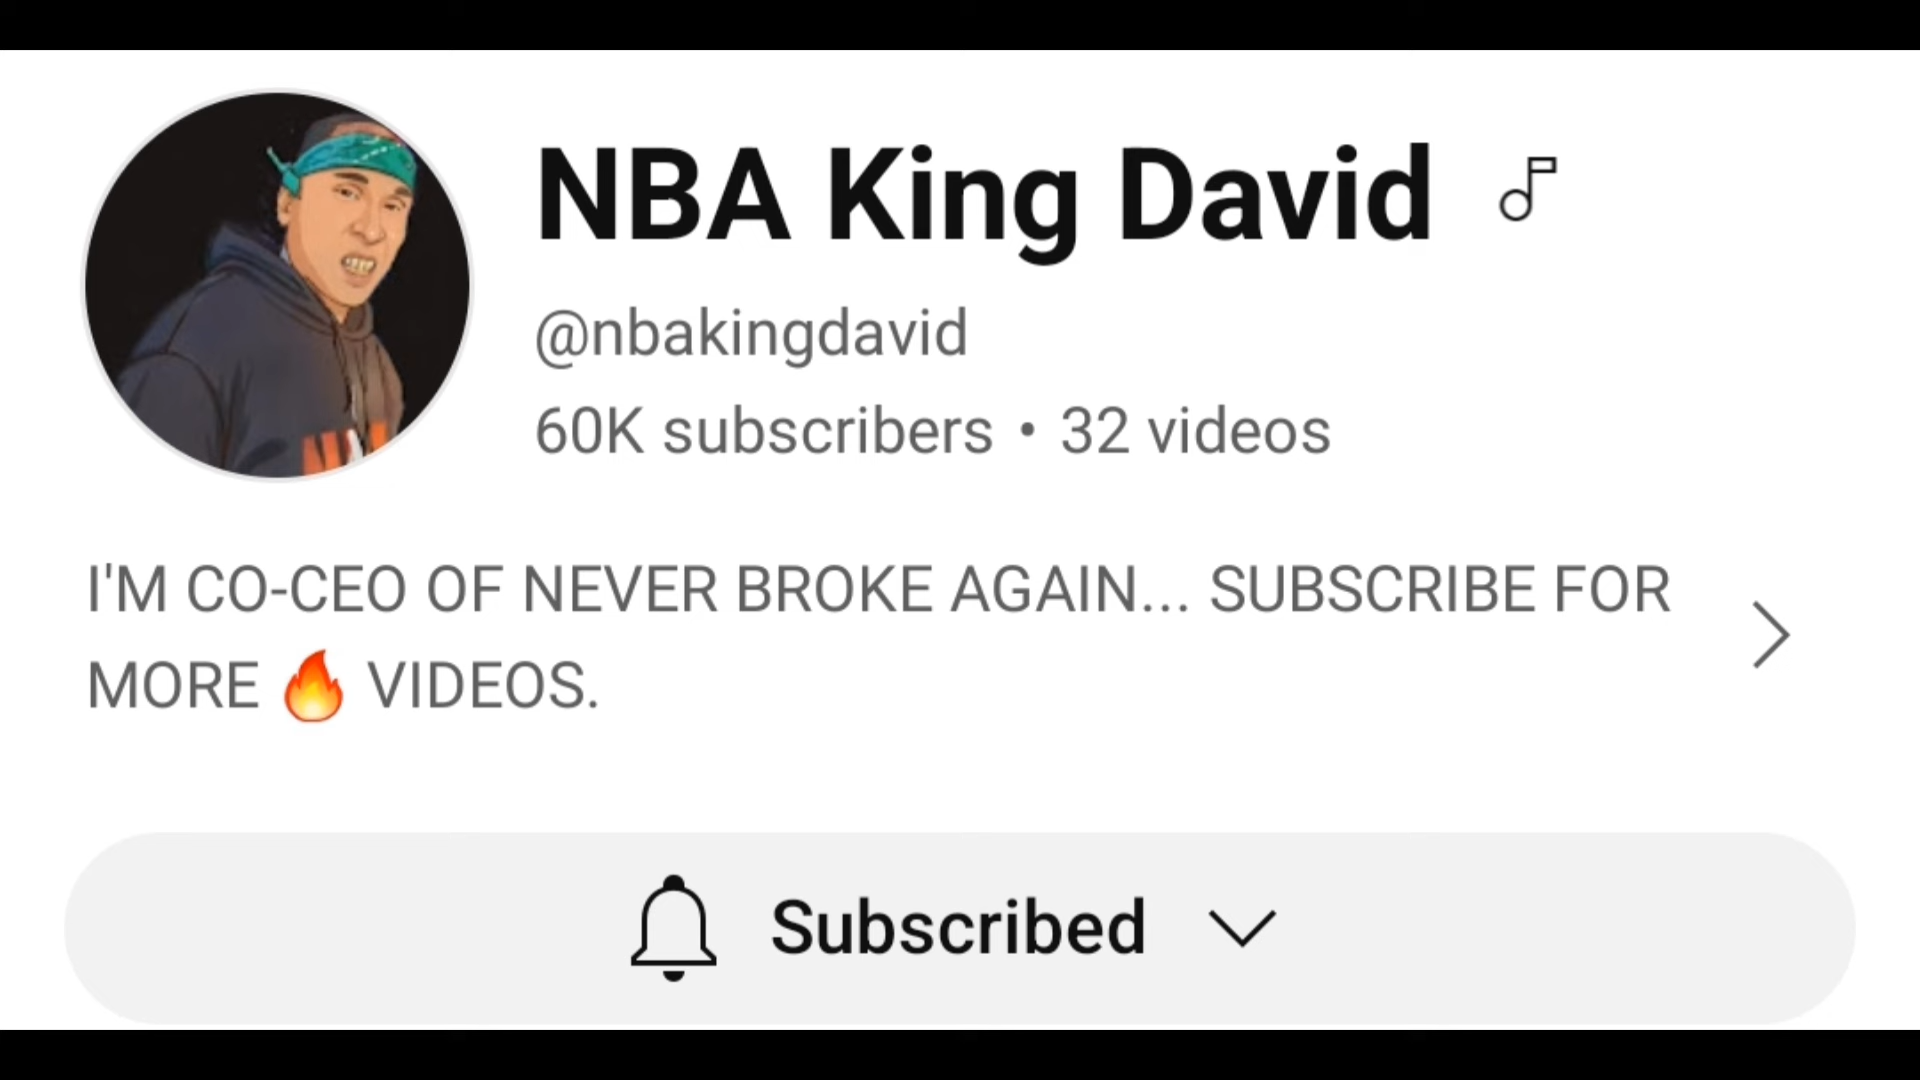 NBA King David
@nbakingdavid
60K subscribers • 32 videos
I'M CO-CEO OF NEVER BROKE AGAIN... SUBSCRIBE FOR
MORE 🔥 VIDEOS.
Subscribed